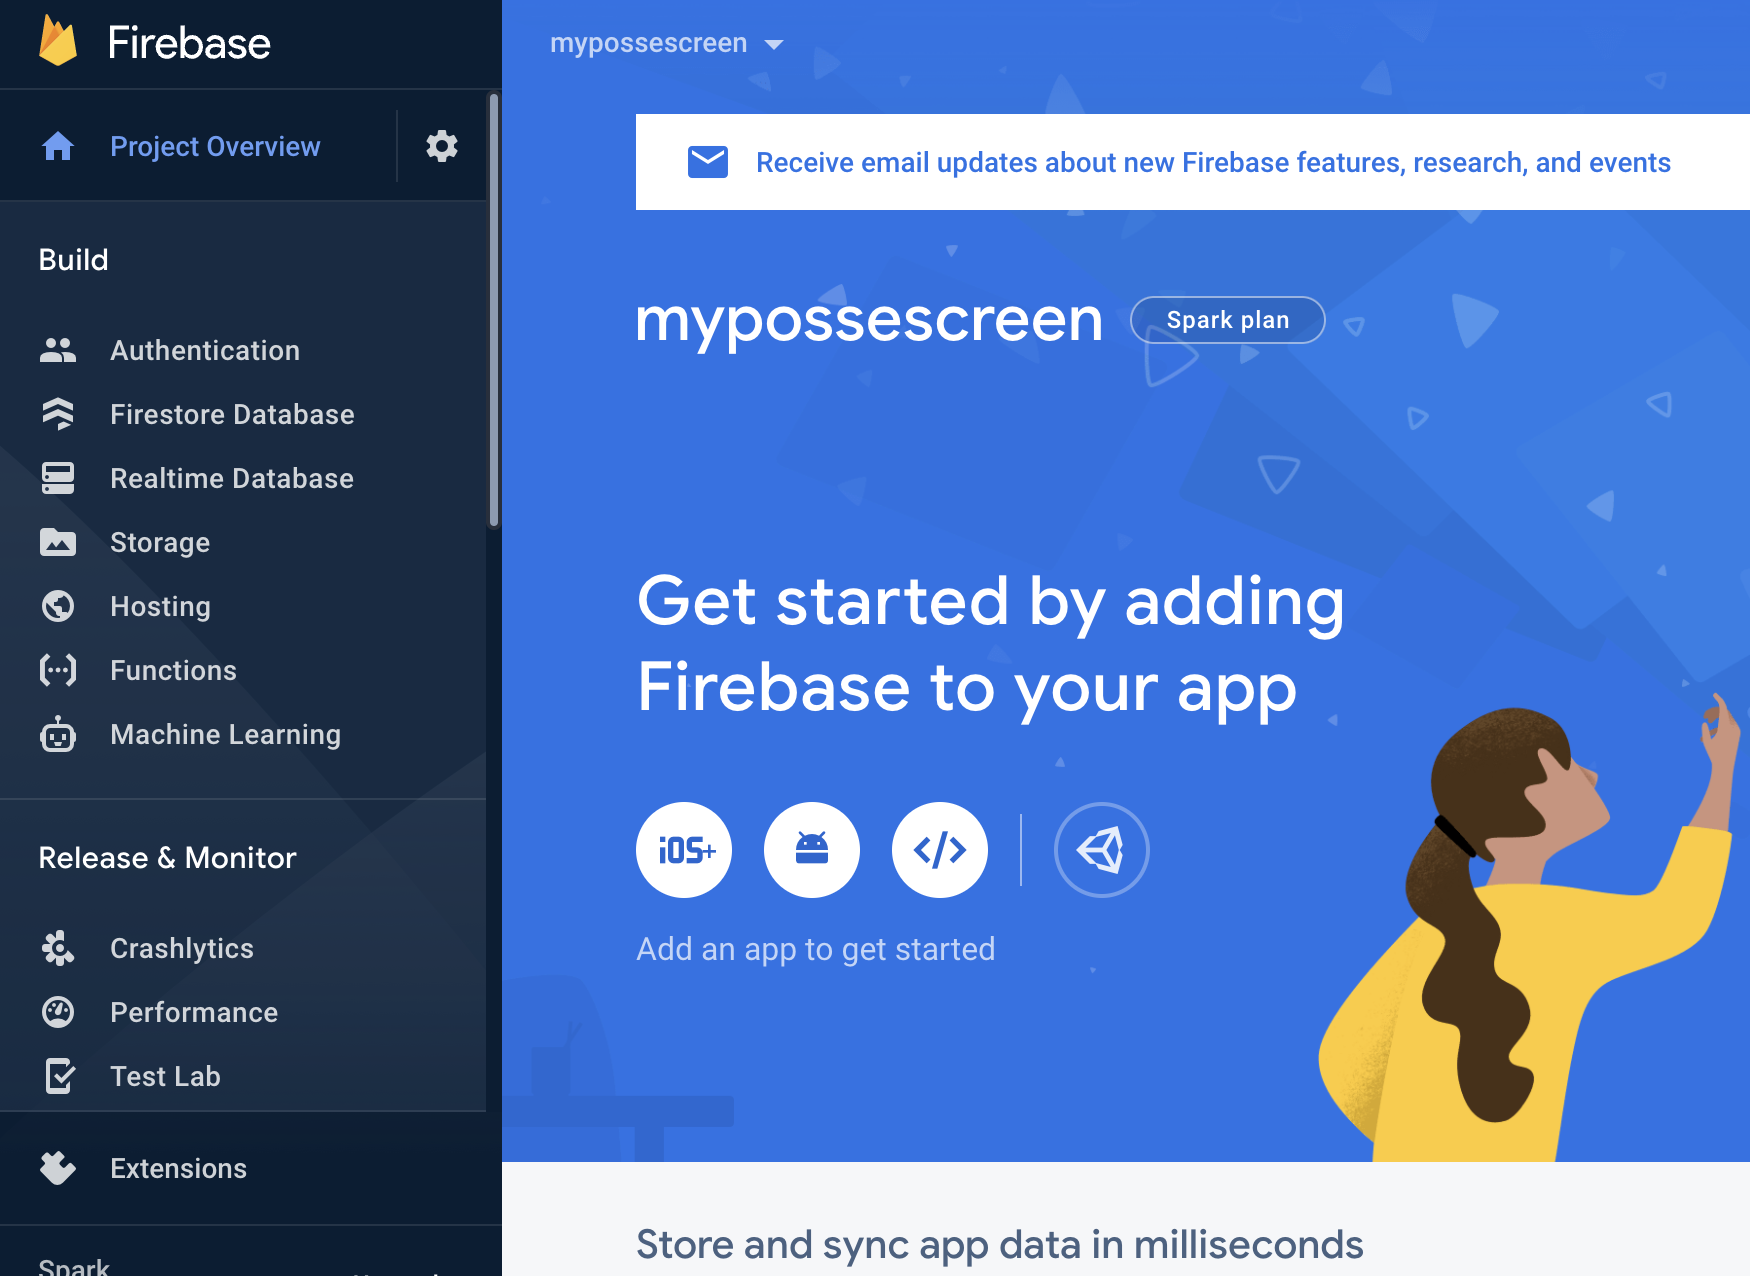 Firebase
Project Overview
Build
Authentication
Firestore Database
Realtime Database
Storage
Hosting
Functions
Machine Learning
Release & Monitor
Crashlytics
Performance
Test Lab
Extensions
Spark
mypossescreen
Receive email updates about new Firebase features, research, and events
mypossescreen
Spark plan
Get started by adding
Firebase to your app
iOS+
Add an app to get started
Store and sync app data in milliseconds